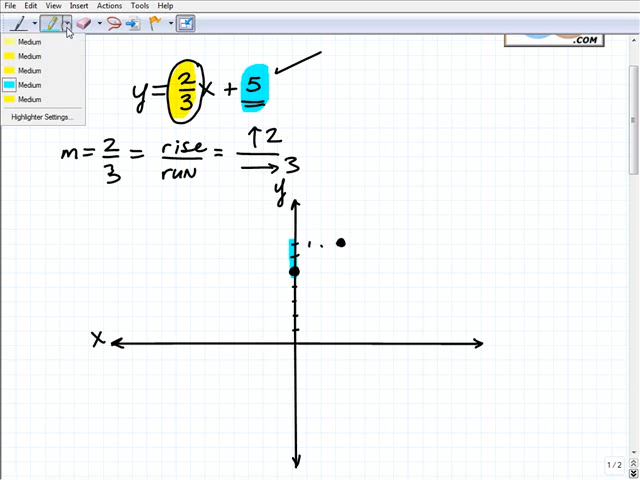 File Edit View Insert Actions Tools Help
Medium
Medium
Medium
Medium
Medium
Highlighter Settings...
.COM
y = 2/3 x + 5
m = 2/3 = rise/run = ↑2/→3
y
x
1/2